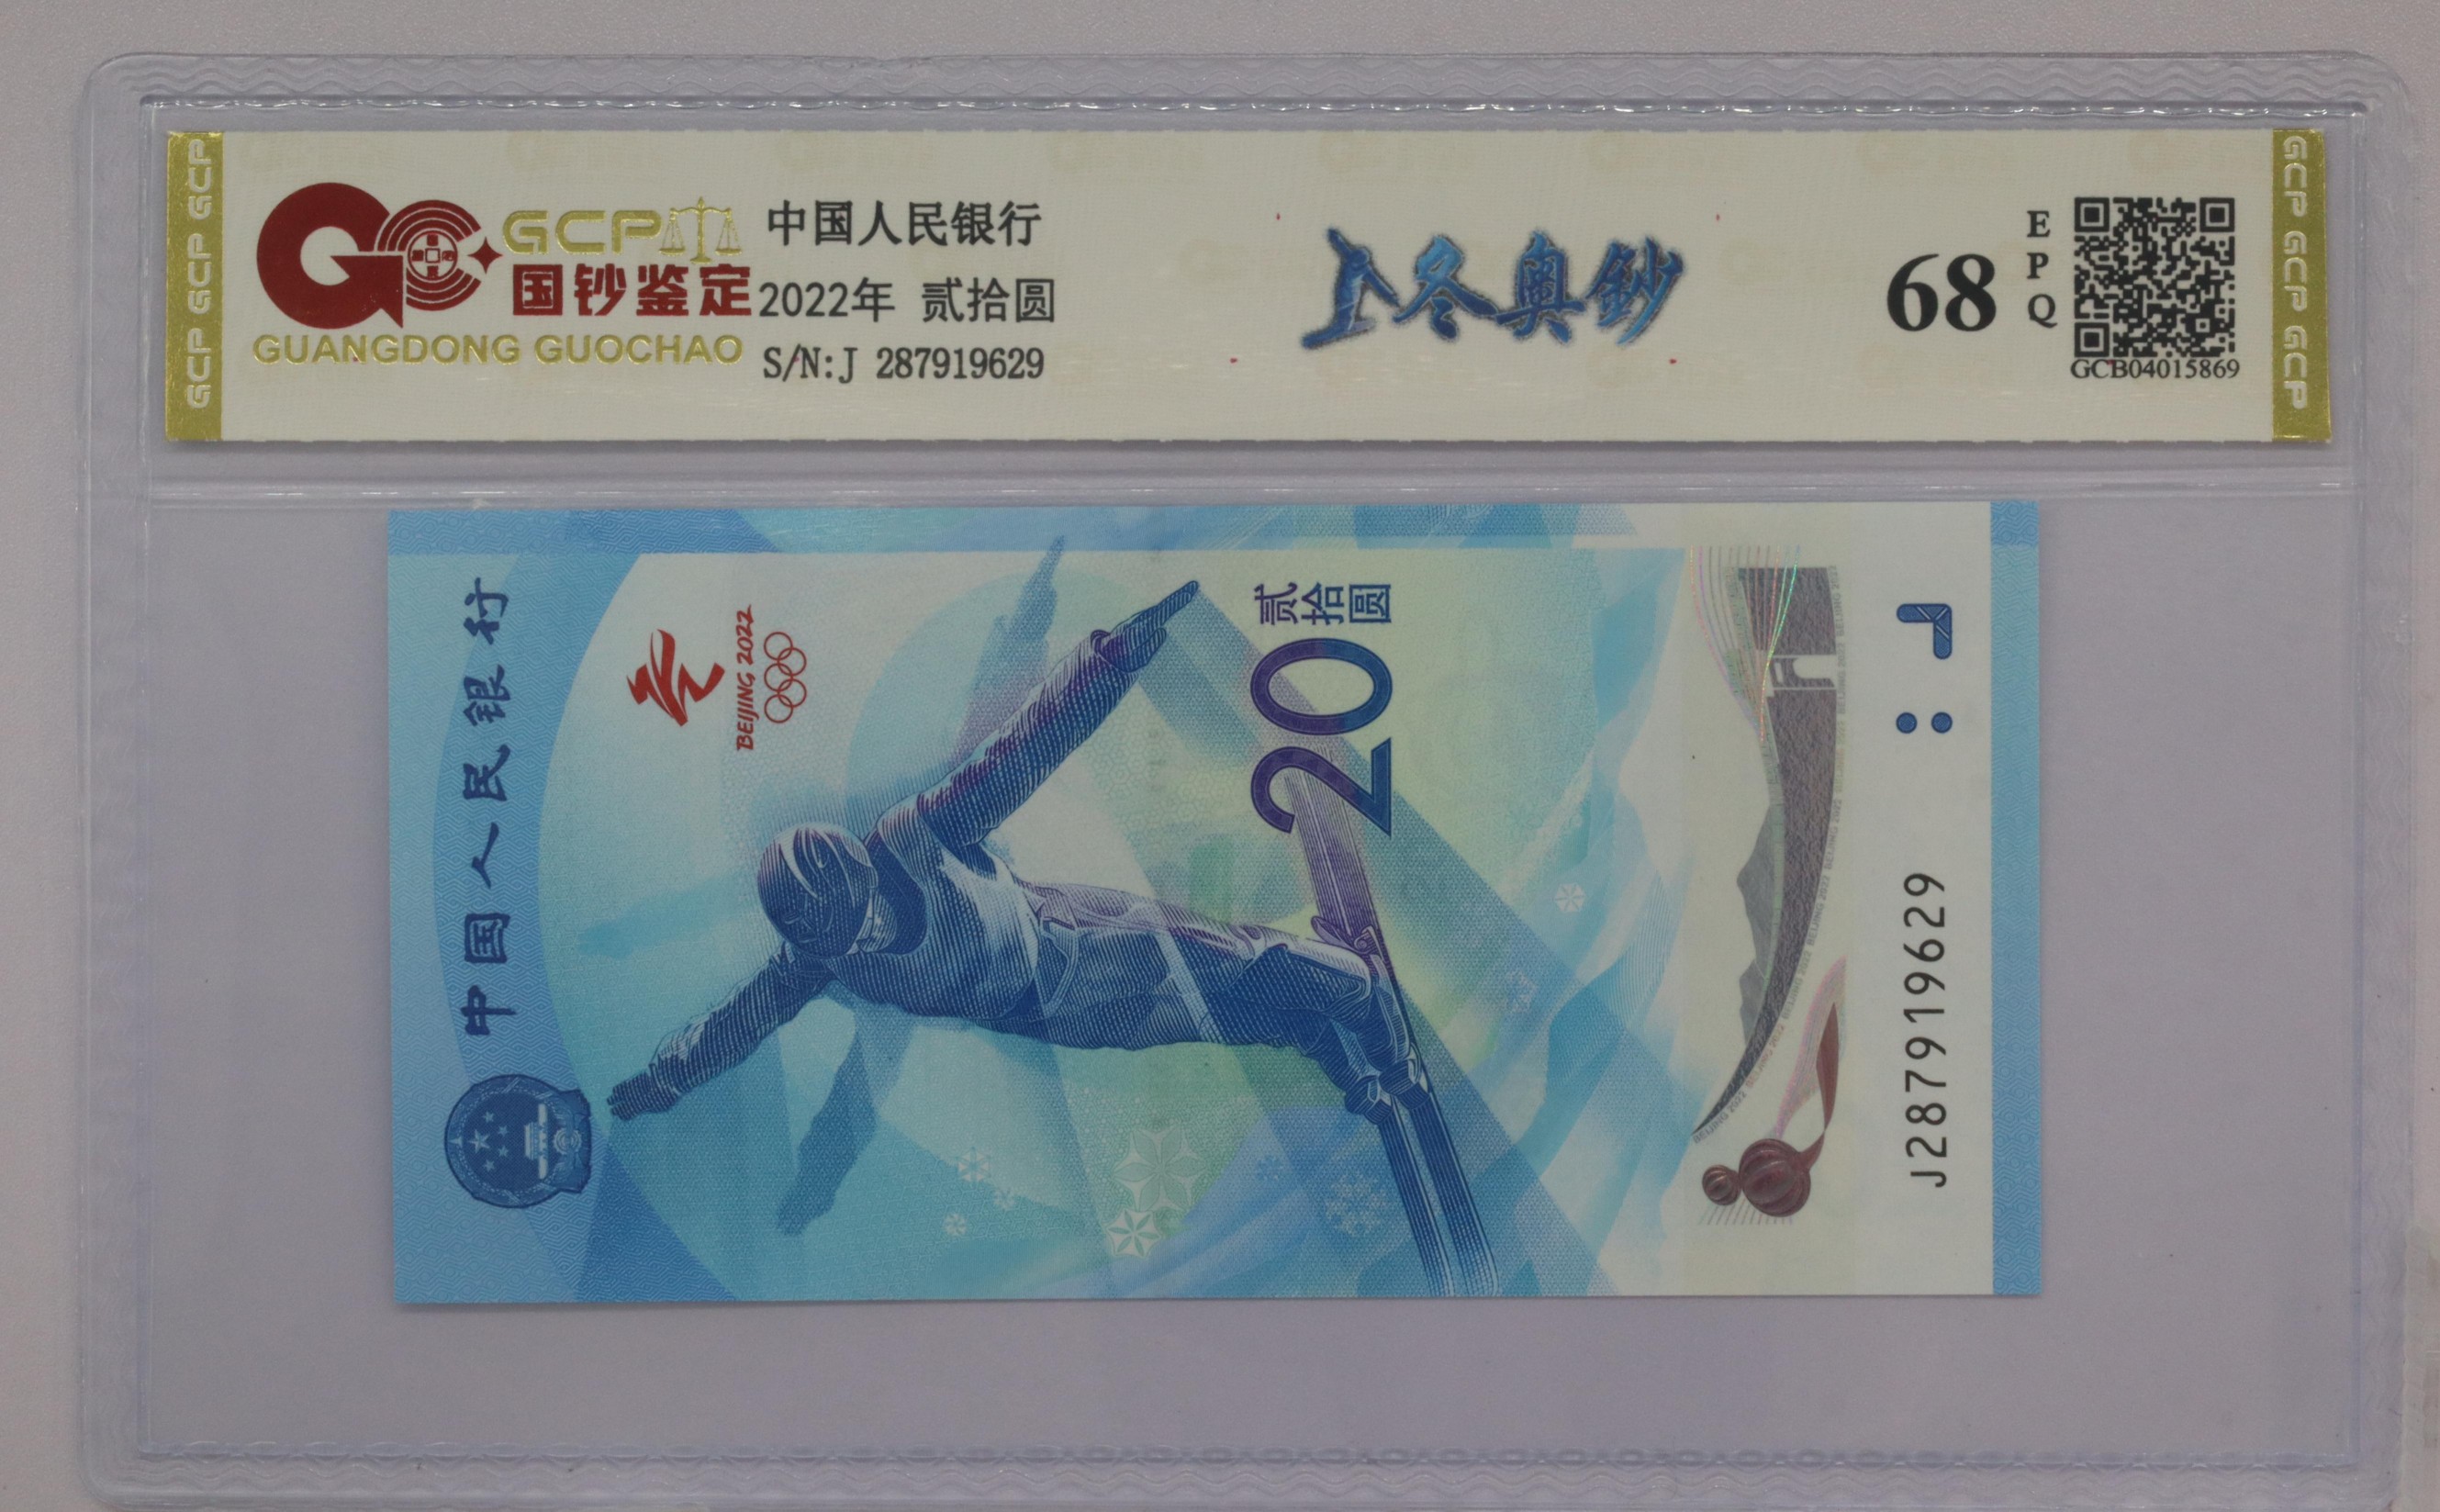 GCP GCP GCP
GCP
国钞鉴定
GUANGDONG GUOCHAO
中国人民银行
2022年 贰拾圆
S/N:J 287919629
冬奥鈔
68
EPQ
GCB04015869
GCP GCP GCP
中国人民银行
BEIJING 2022
贰拾圆
20
J287919629